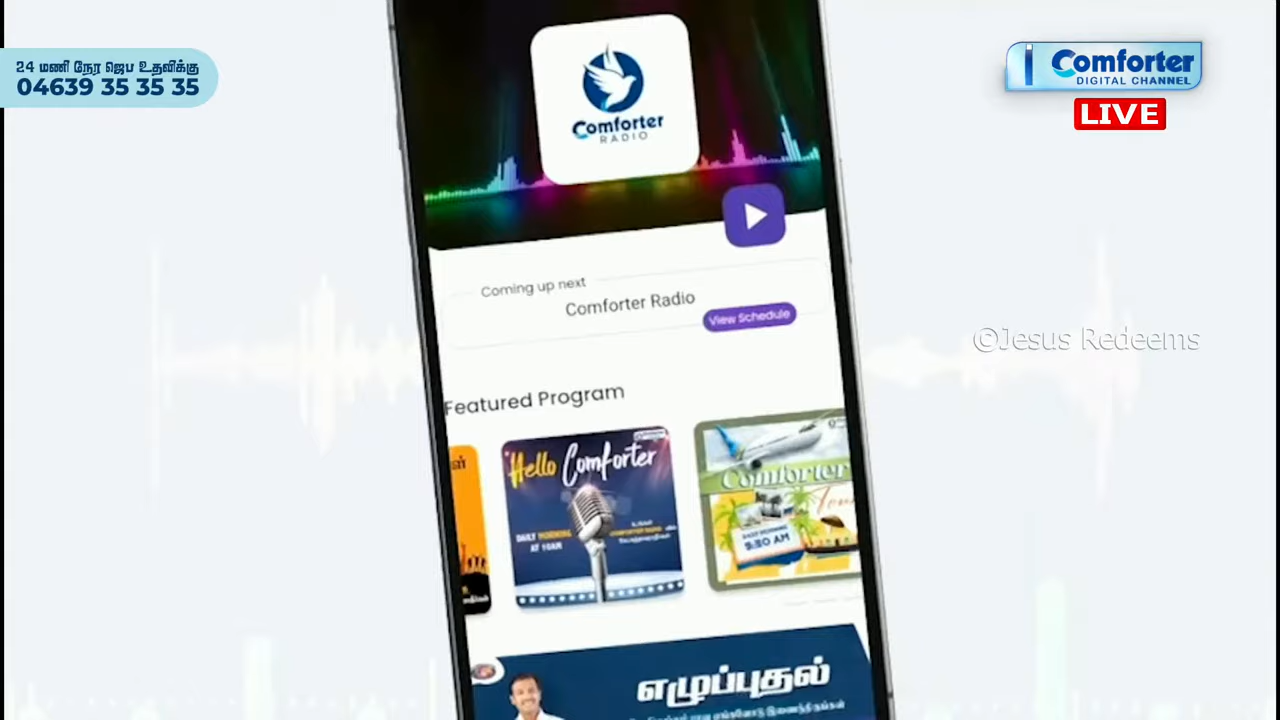 24 மணி நேர ஜெப உதவிக்கு
04639 35 35 35
Comforter
DIGITAL CHANNEL
LIVE
Comforter
RADIO
Coming up next
Comforter Radio
View Schedule
©Jesus Redeems
Featured Program
Hello Comforter
DAILY MORNING
AT 10AM
Comforter
9:30 AM
எழுப்புதல்